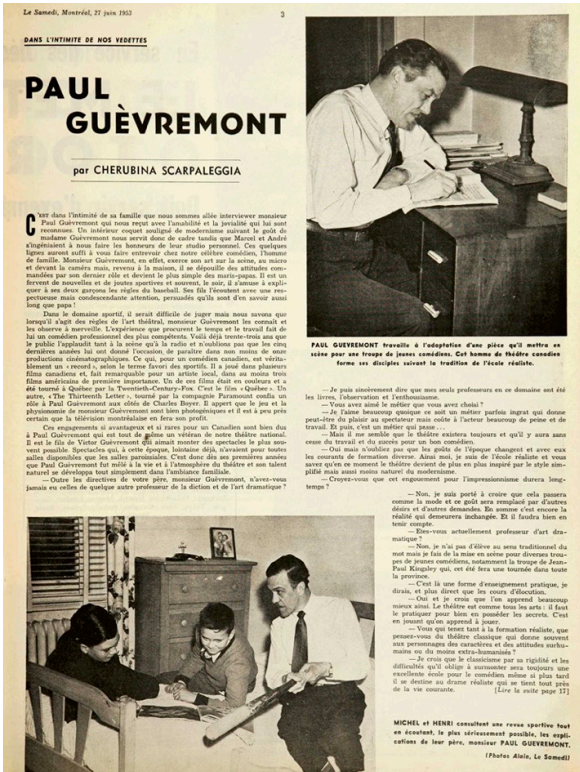 Le Samedi, Montréal, 27 juin 1953
3
DANS L'INTIMITE DE NOS VEDETTES
PAUL
GUÈVREMONT
par CHERUBINA SCARPALEGGIA
C'EST dans l'intimité de sa famille que nous sommes allée interviewer monsieur
Paul Guèvremont qui nous reçut avec l'amabilité et la jovialité qui lui sont
reconnues. Un intérieur coquet souligné de modernisme suivant le goût de
madame Guèvremont nous servit donc de cadre tandis que Marcel et André
s'ingénisient à nous faire les honneurs de leur studio personnel. Ces quelques
lignes auront suffi à vous faire entrevoir chez notre célèbre comédien, l'homme
de famille. Monsieur Guèvremont, en effet, exerce son art sur la scène, au micro
et devant la caméra mais, revenu à la maison, il se dépouille des attitudes com-
mandées par son dernier rôle et devient le plus simple des maris-papas. Il est un
fervent de nouvelles et de joutes sportives et souvent, le soir, il s'amuse à expli-
quer à ses deux garçons les règles du baseball. Ses fils l'écoutent avec une res-
pectueuse mais condescendante attention, persuadés qu'ils sont d'en savoir aussi
long que papa !
Dans le domaine sportif, il serait difficile de juger mais nous savons que
lorsqu'il s'agit des règles de l'art théâtral, monsieur Guèvremont les connaît et
les observe à merveille. L'expérience que procurent le temps et le travail fait de
lui un comédien professionnel des plus compétents. Voilà déjà trente-trois ans que
le public l'applaudit tant à la scène qu'à la radio et n'oublions pas que les cinq
dernières années lui ont donné l'occasion de paraître dans non moins de onze
productions cinématographiques. Ce qui, pour un comédien canadien, est vérita-
blement un « record », selon le terme favori des sportifs. Il a joué dans plusieurs
films canadiens et, fait remarquable pour un artiste local, dans au moins trois
films américains de première importance. Un de ces films était en couleurs et a
été tourné à Québec par la Twentieth-Century-Fox. C'est le film « Québec ». Un
autre, « The Thirteenth Letter », tourné par la compagnie Paramount confia un
rôle à Paul Guèvremont aux côtés de Charles Boyer. Il appert que le jeu et la
physionomie de monsieur Guèvremont sont bien photogéniques et il est à peu près
certain que la télévision montréalaise en fera son profit.
Ces engagements si avantageux et si rares pour un Canadien sont bien dus
à Paul Guèvremont qui est tout de même un vétéran de notre théâtre national.
Il est le fils de Victor Guèvremont qui aimait monter des spectacles le plus sou-
vent possible. Spectacles qui, à cette époque, lointaine déjà, n'avaient pour toutes
salles disponibles que les salles paroissiales. C'est donc dès ses premières années
que Paul Guèvremont fut mêlé à la vie et à l'atmosphère du théâtre et son talent
naturel se développa tout simplement dans l'ambiance familiale.
—Outre les directives de votre père, monsieur Guèvremont, n'avez-vous
jamais eu celles de quelque autre professeur de la diction et de l'art dramatique ?
PAUL GUEVREMONT travaille à l'adaptation d'une pièce qu'il mettra en
scène pour une troupe de jeunes comédiens. Cet homme de théâtre canadien
forme ses disciples suivant la tradition de l'école réaliste.
—Je puis sincèrement dire que mes seuls professeurs en ce domaine ont été
les livres, l'observation et l'enthousiasme.
—Vous avez aimé le métier que vous avez choisi ?
—Je l'aime beaucoup quoique ce soit un métier parfois ingrat qui donne
peut-être du plaisir au spectateur mais coûte à l'acteur beaucoup de peine et de
travail. Et puis, c'est un métier qui passe . . .
—Mais il me semble que le théâtre existera toujours et qu'il y aura sans
cesse du travail et du succès pour un bon comédien.
—Oui mais n'oubliez pas que les goûts de l'époque changent et avec eux
les courants de formation diverse. Ainsi moi, je suis de l'école réaliste et vous
savez qu'en ce moment le théâtre devient de plus en plus inspiré par le style sim-
plifié mais aussi moins naturel du modernisme.
—Croyez-vous que cet engouement pour l'impressionnisme durera long-
temps ?
—Non, je suis porté à croire que cela passera
comme la mode et ce goût sera remplacé par d'autres
désirs et d'autres demandes. En somme c'est encore la
réalité qui demeurera inchangée. Et il faudra bien en
tenir compte.
—Etes-vous actuellement professeur d'art dra-
matique ?
—Non, je n'ai pas d'élève au sens traditionnel du
mot mais je fais de la mise en scène pour diverses trou-
pes de jeunes comédiens, notamment la troupe de Jean-
Paul Kingsley qui, cet été fera une tournée dans toute
la province.
—C'est là une forme d'enseignement pratique, je
dirais, et plus direct que les cours d'élocution.
—Oui et je crois que l'on apprend beaucoup
mieux ainsi. Le théâtre est comme tous les arts : il faut
le pratiquer pour bien en posséder les secrets. C'est
en jouant qu'on apprend à jouer.
—Vous qui tenez tant à la formation réaliste, que
pensez-vous du théâtre classique qui donne souvent
aux personnages des caractères et des attitudes surhu-
mains ou du moins extra-humanisés ?
—Je crois que le classicisme par sa rigidité et les
difficultés qu'il oblige à surmonter sera toujours une
excellente école pour le comédien même si plus tard
il se destine au drame réaliste qui se tient tout près
de la vie courante. [Lire la suite page 17]
MICHEL et HENRI consultent une revue sportive tout
en écoutant, le plus sérieusement possible, les expli-
cations de leur père, monsieur PAUL GUEVREMONT.
(Photos Alain, Le Samedi)